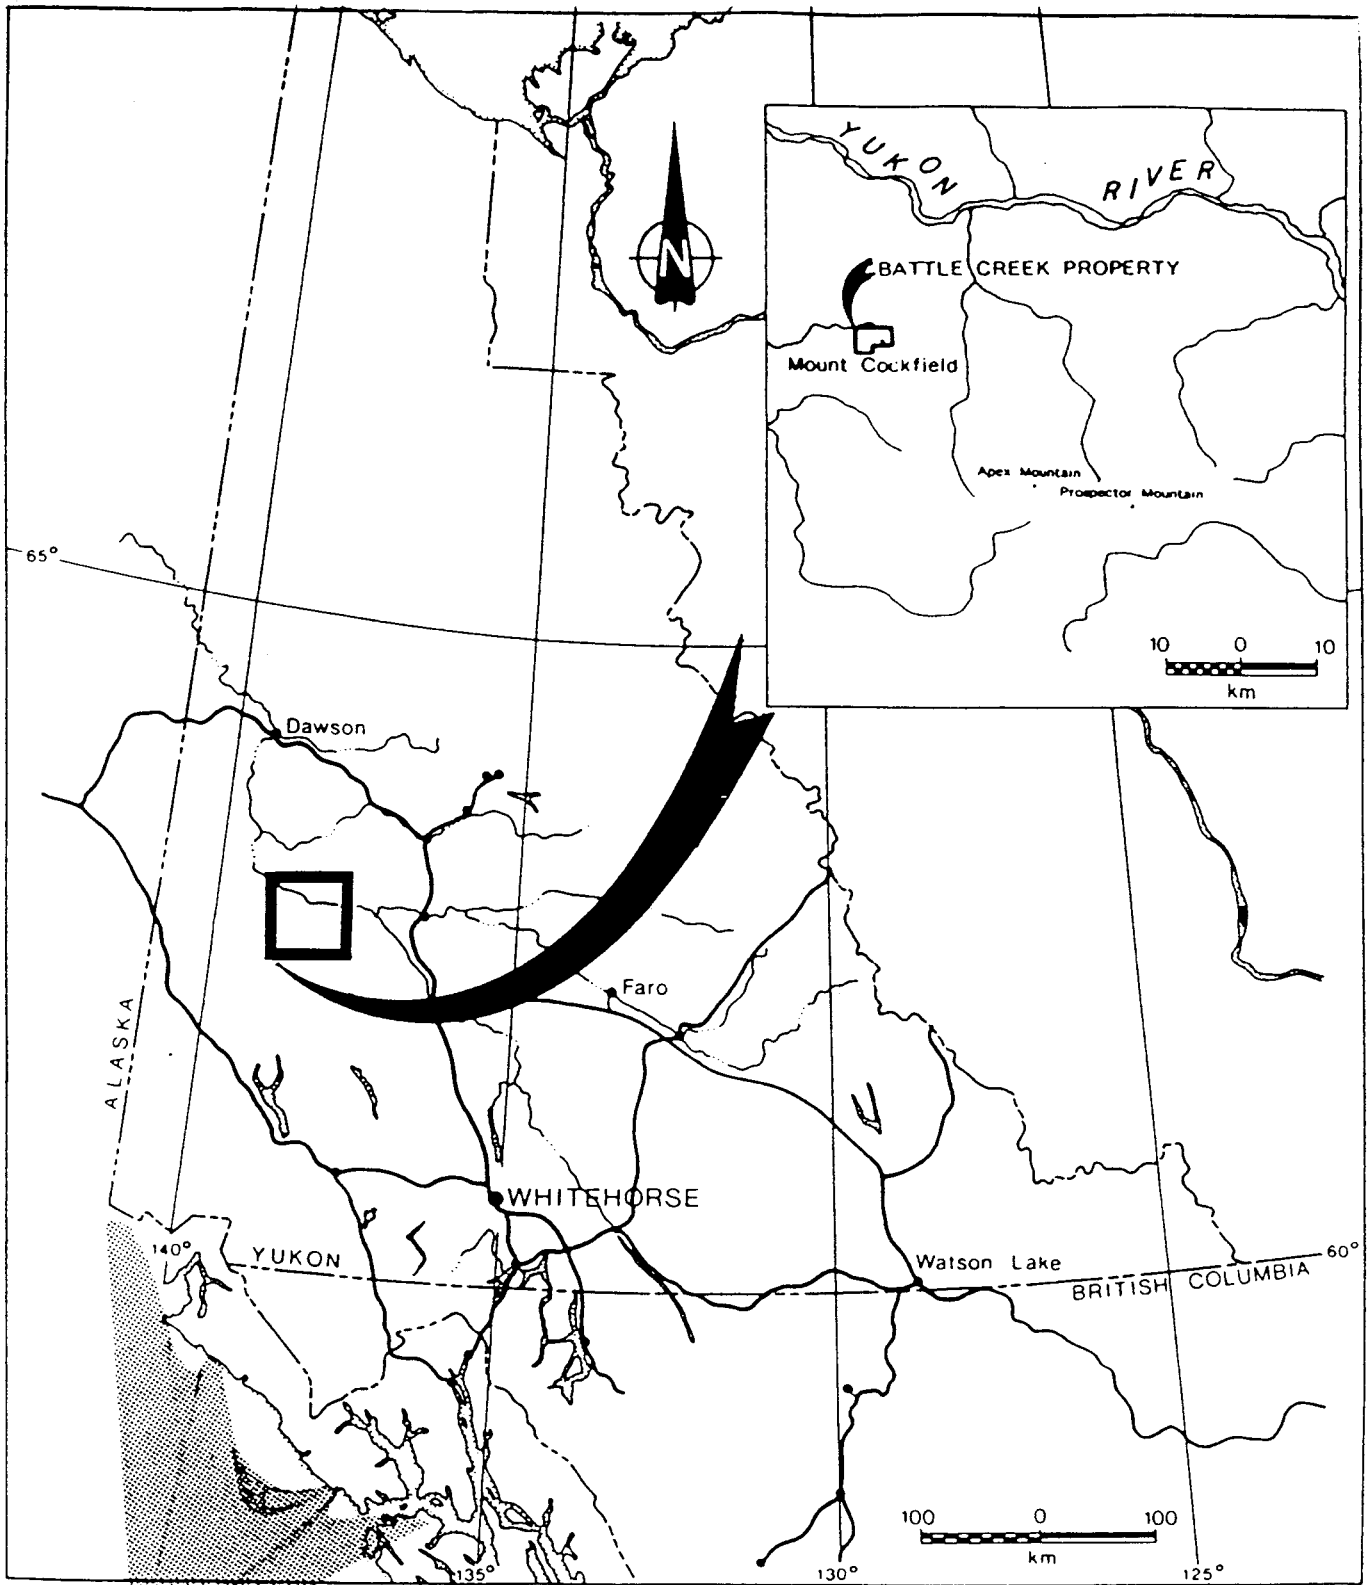 YUKON RIVER
N
BATTLE CREEK PROPERTY
Mount Cockfield
Apex Mountain
Prospector Mountain
65°
10 0 10
km
Dawson
Faro
ALASKA
WHITEHORSE
140°
YUKON
Watson Lake
60°
BRITISH COLUMBIA
100 0 100
km
135°
130°
125°